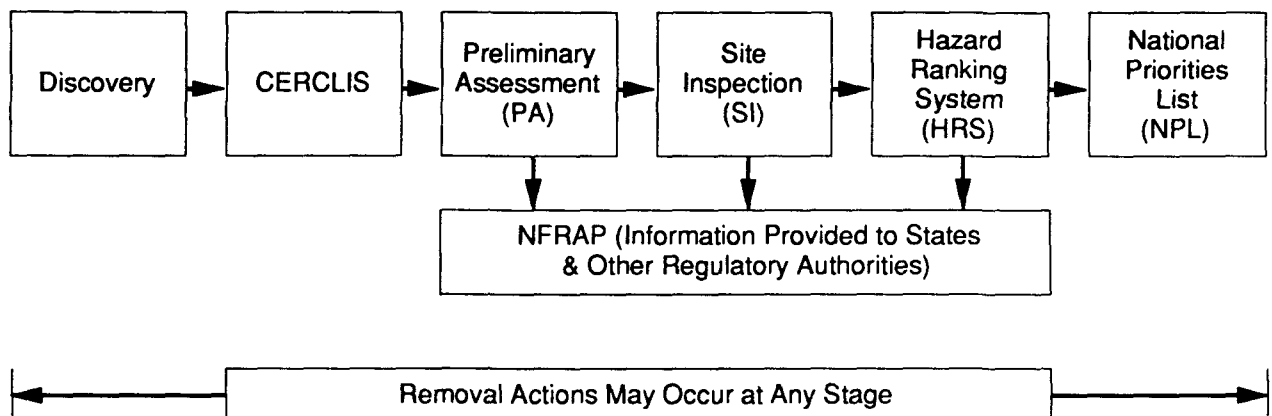 Discovery
CERCLIS
Preliminary
Assessment
(PA)
Site
Inspection
(SI)
Hazard
Ranking
System
(HRS)
National
Priorities
List
(NPL)
NFRAP (Information Provided to States
& Other Regulatory Authorities)
Removal Actions May Occur at Any Stage